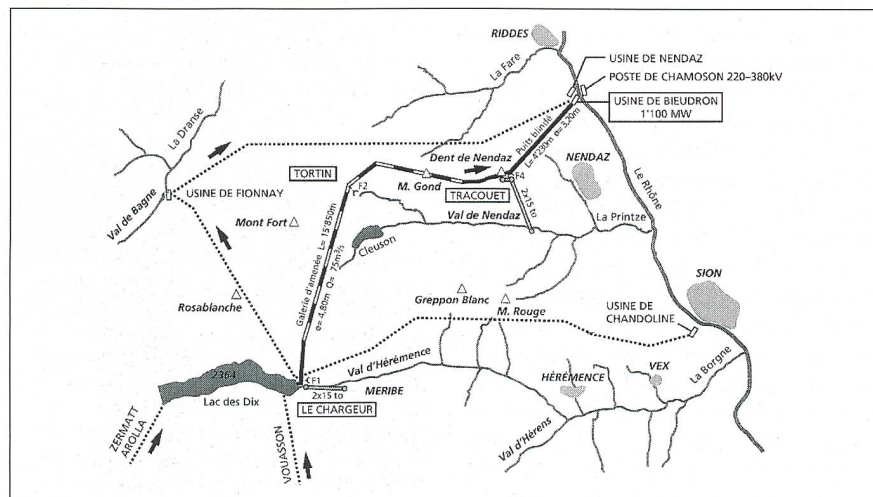 RIDDES
La Fare
USINE DE NENDAZ
POSTE DE CHAMOSON 220-380kV
USINE DE BIEUDRON
1'100 MW
La Dranse
Puits blindé
L= 4'230m ø= 3,20m
Dent de Nendaz
NENDAZ
TORTIN
F4
F2
M. Gond
TRACOUET
Le Rhône
USINE DE FIONNAY
Val de Bagne
Mont Fort
2x15 to
Val de Nendaz
La Printze
Cleuson
Galerie d'amenée L= 15'850m
ø= 4,80m Q= 75m³/s
SION
Rosablanche
Greppon Blanc
M. Rouge
USINE DE
CHANDOLINE
2364
Lac des Dix
F1
Val d'Hérémence
MERIBE
2x15 to
LE CHARGEUR
HÉRÉMENCE
VEX
La Borgne
Val d'Hérens
ZERMATT
AROLLA
VOUASSON